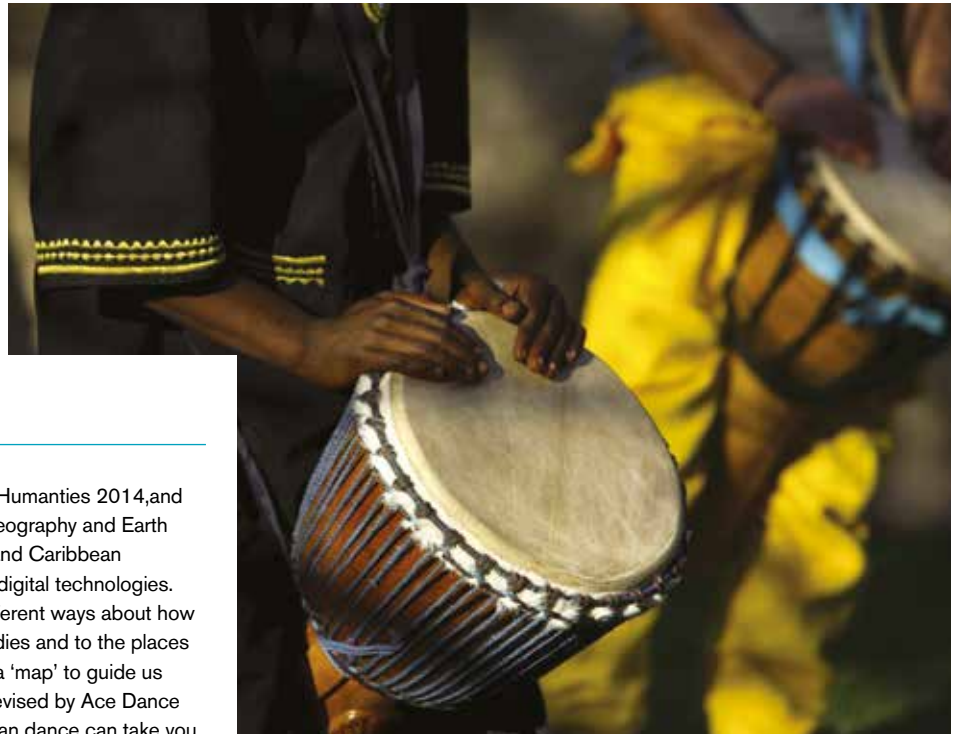 Humanties 2014,and
eography and Earth
nd Caribbean
digital technologies.
erent ways about how
dies and to the places
a ‘map’ to guide us
evised by Ace Dance
an dance can take you